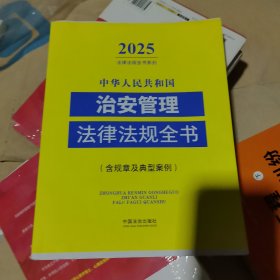 2025
法律法规全书系列
中华人民共和国
治安管理
法律法规全书
(含规章及典型案例)
ZHONGHUA RENMIN GONGHEGUO
ZHI'AN GUANLI
FALÜ FAGUI QUANSHU
中国法制出版社